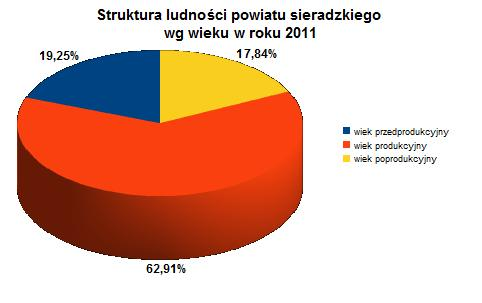 Struktura ludności powiatu sieradzkiego
wg wieku w roku 2011
19,25%
17,84%
wiek przedprodukcyjny
wiek produkcyjny
wiek poprodukcyjny
62,91%